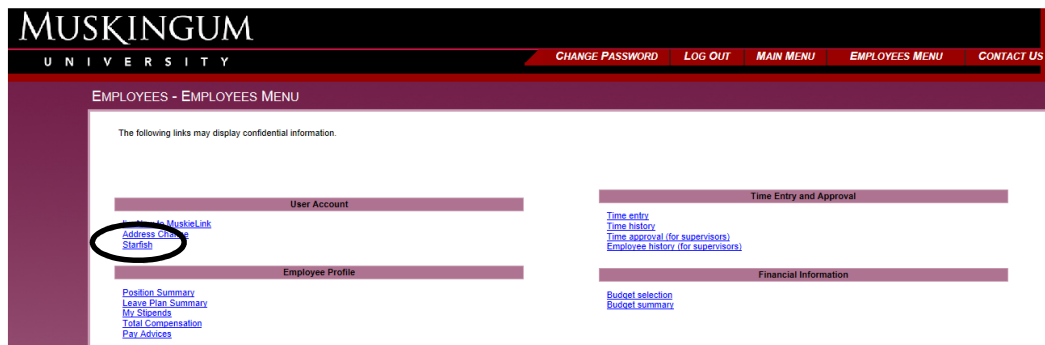 MUSKINGUM
UNIVERSITY
CHANGE PASSWORD LOG OUT MAIN MENU EMPLOYEES MENU CONTACT US
EMPLOYEES - EMPLOYEES MENU
The following links may display confidential information.
User Account
to MuskieLink
Address Change
Starfish
Employee Profile
Position Summary
Leave Plan Summary
My Stipends
Total Compensation
Pay Advices
Time Entry and Approval
Time entry
Time history
Time approval (for supervisors)
Employee history (for supervisors)
Financial Information
Budget selection
Budget summary